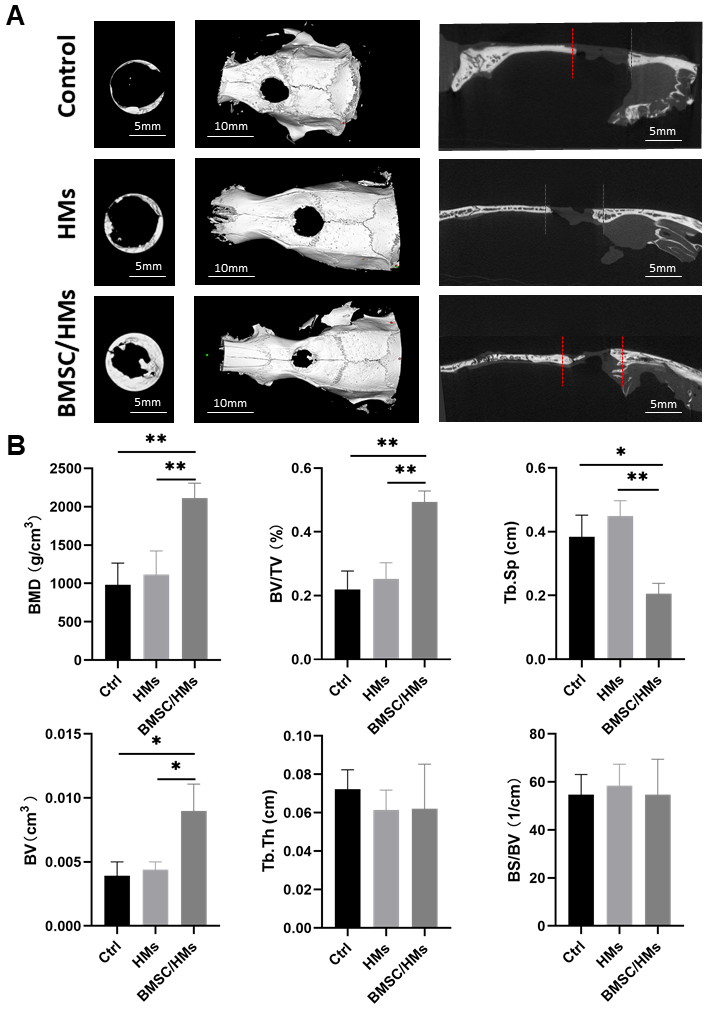 A
Control
5mm
10mm
5mm
HMs
5mm
10mm
5mm
BMSC/HMs
5mm
10mm
5mm
B
BMD（g/cm³）
2500
2000
1500
1000
500
0
**
**
Ctrl
HMs
BMSC/HMs
BV/TV（%）
0.6
0.4
0.2
0.0
**
**
Ctrl
HMs
BMSC/HMs
Tb.Sp (cm)
0.6
0.4
0.2
0.0
*
**
Ctrl
HMs
BMSC/HMs
BV（cm³）
0.015
0.010
0.005
0.000
*
*
Ctrl
HMs
BMSC/HMs
Tb.Th (cm)
0.10
0.08
0.06
0.04
0.02
0.00
Ctrl
HMs
BMSC/HMs
BS/BV（1/cm）
80
60
40
20
0
Ctrl
HMs
BMSC/HMs